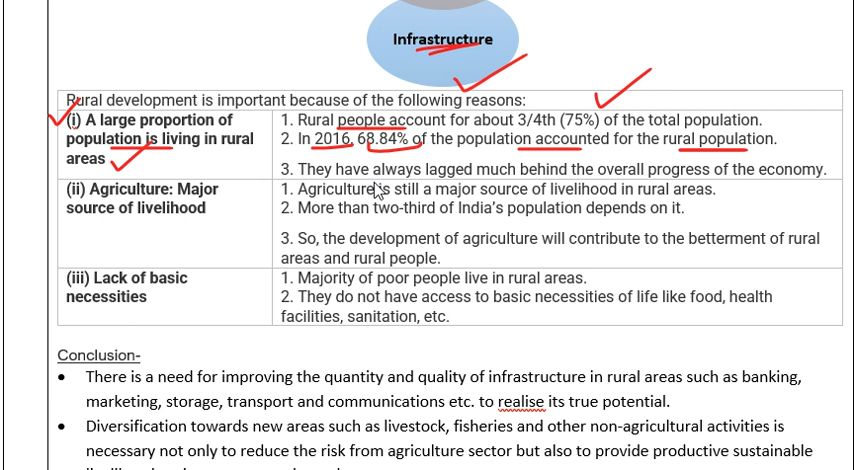 Infrastructure
Rural development is important because of the following reasons:
(i) A large proportion of
population is living in rural
areas
1. Rural people account for about 3/4th (75%) of the total population.
2. In 2016, 68.84% of the population accounted for the rural population.
3. They have always lagged much behind the overall progress of the economy.
(ii) Agriculture: Major
source of livelihood
1. Agriculture is still a major source of livelihood in rural areas.
2. More than two-third of India's population depends on it.
3. So, the development of agriculture will contribute to the betterment of rural
areas and rural people.
(iii) Lack of basic
necessities
1. Majority of poor people live in rural areas.
2. They do not have access to basic necessities of life like food, health
facilities, sanitation, etc.
Conclusion-
• There is a need for improving the quantity and quality of infrastructure in rural areas such as banking,
marketing, storage, transport and communications etc. to realise its true potential.
• Diversification towards new areas such as livestock, fisheries and other non-agricultural activities is
necessary not only to reduce the risk from agriculture sector but also to provide productive sustainable